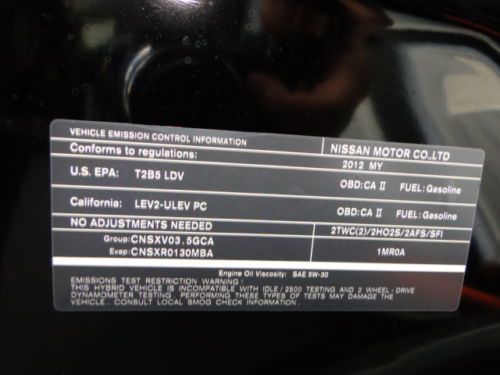 VEHICLE EMISSION CONTROL INFORMATION
NISSAN MOTOR CO.,LTD
Conforms to regulations:
2012 MY
U.S. EPA: T2B5 LDV
OBD:CA II FUEL: Gasoline
California: LEV2-ULEV PC
OBD:CA II FUEL: Gasoline
NO ADJUSTMENTS NEEDED
2TWC(2)/2HO2S/2AFS/SFI
Group:CNSXV03.5GCA
Evap:CNSXR0130MBA
1MR0A
Engine Oil Viscosity: SAE 5W-30
EMISSIONS TEST RESTRICTION WARNING!
THIS HYBRID VEHICLE IS INCOMPATIBLE WITH IDLE/2500 TESTING AND 2 WHEEL-DRIVE
DYNAMOMETER TESTING. PERFORMING THESE TYPES OF TESTS MAY DAMAGE THE
VEHICLE. CONSULT LOCAL SMOG CHECK INFORMATION.